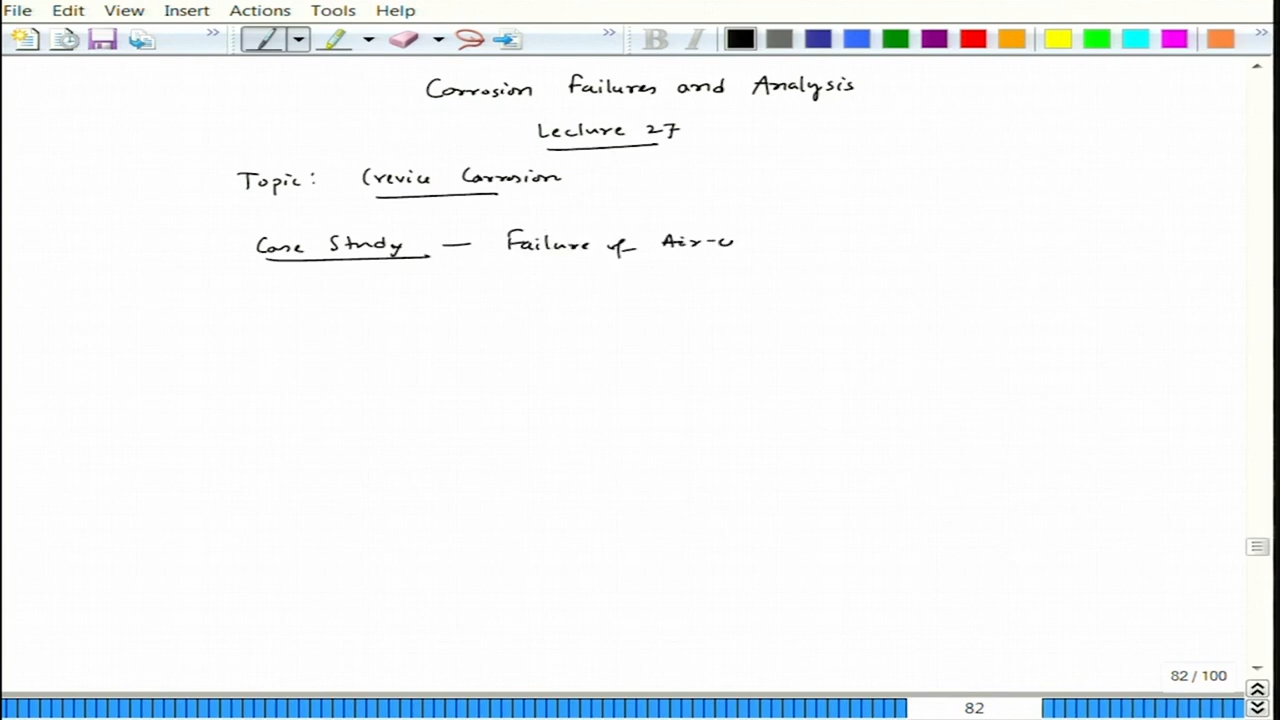 File Edit View Insert Actions Tools Help
B I
Corrosion Failures and Analysis
Lecture 27
Topic: Crevice Corrosion
Case Study — Failure of Air-c
82 / 100
82